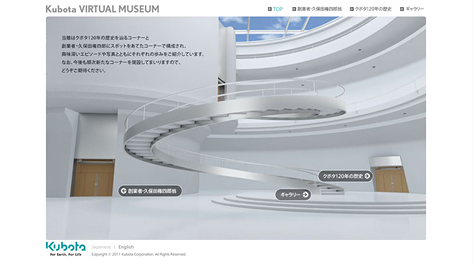 Kubota VIRTUAL MUSEUM
TOP 創業者・久保田権四郎 クボタ120年の歴史 ギャラリー
当館はクボタ120年の歴史を辿るコーナーと
創業者・久保田権四郎にスポットをあてたコーナーで構成され、
興味深いエピソードや写真とともにそれぞれの歩みをご紹介しています。
なお、今後も順次新たなコーナーを開設してまいりますので、
どうぞご期待ください。
クボタ120年の歴史
創業者・久保田権四郎翁
ギャラリー
Kubota
For Earth, For Life
Japanese English
Copyright © 2011 Kubota Corporation. All Rights Reserved.